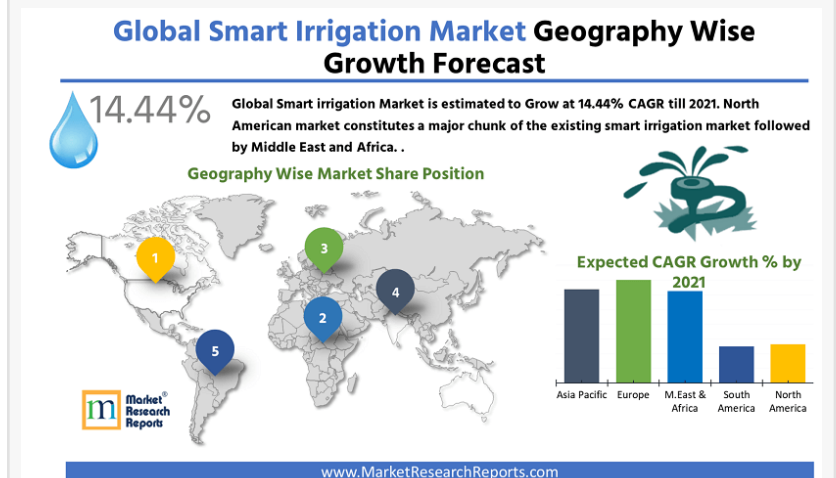 Global Smart Irrigation Market Geography Wise
Growth Forecast
14.44%
Global Smart irrigation Market is estimated to Grow at 14.44% CAGR till 2021. North
American market constitutes a major chunk of the existing smart irrigation market followed
by Middle East and Africa. .
Geography Wise Market Share Position
1
3
4
2
5
Expected CAGR Growth % by
2021
Asia Pacific
Europe
M.East &
Africa
South
America
North
America
m
Market®
Research
Reports
www.MarketResearchReports.com